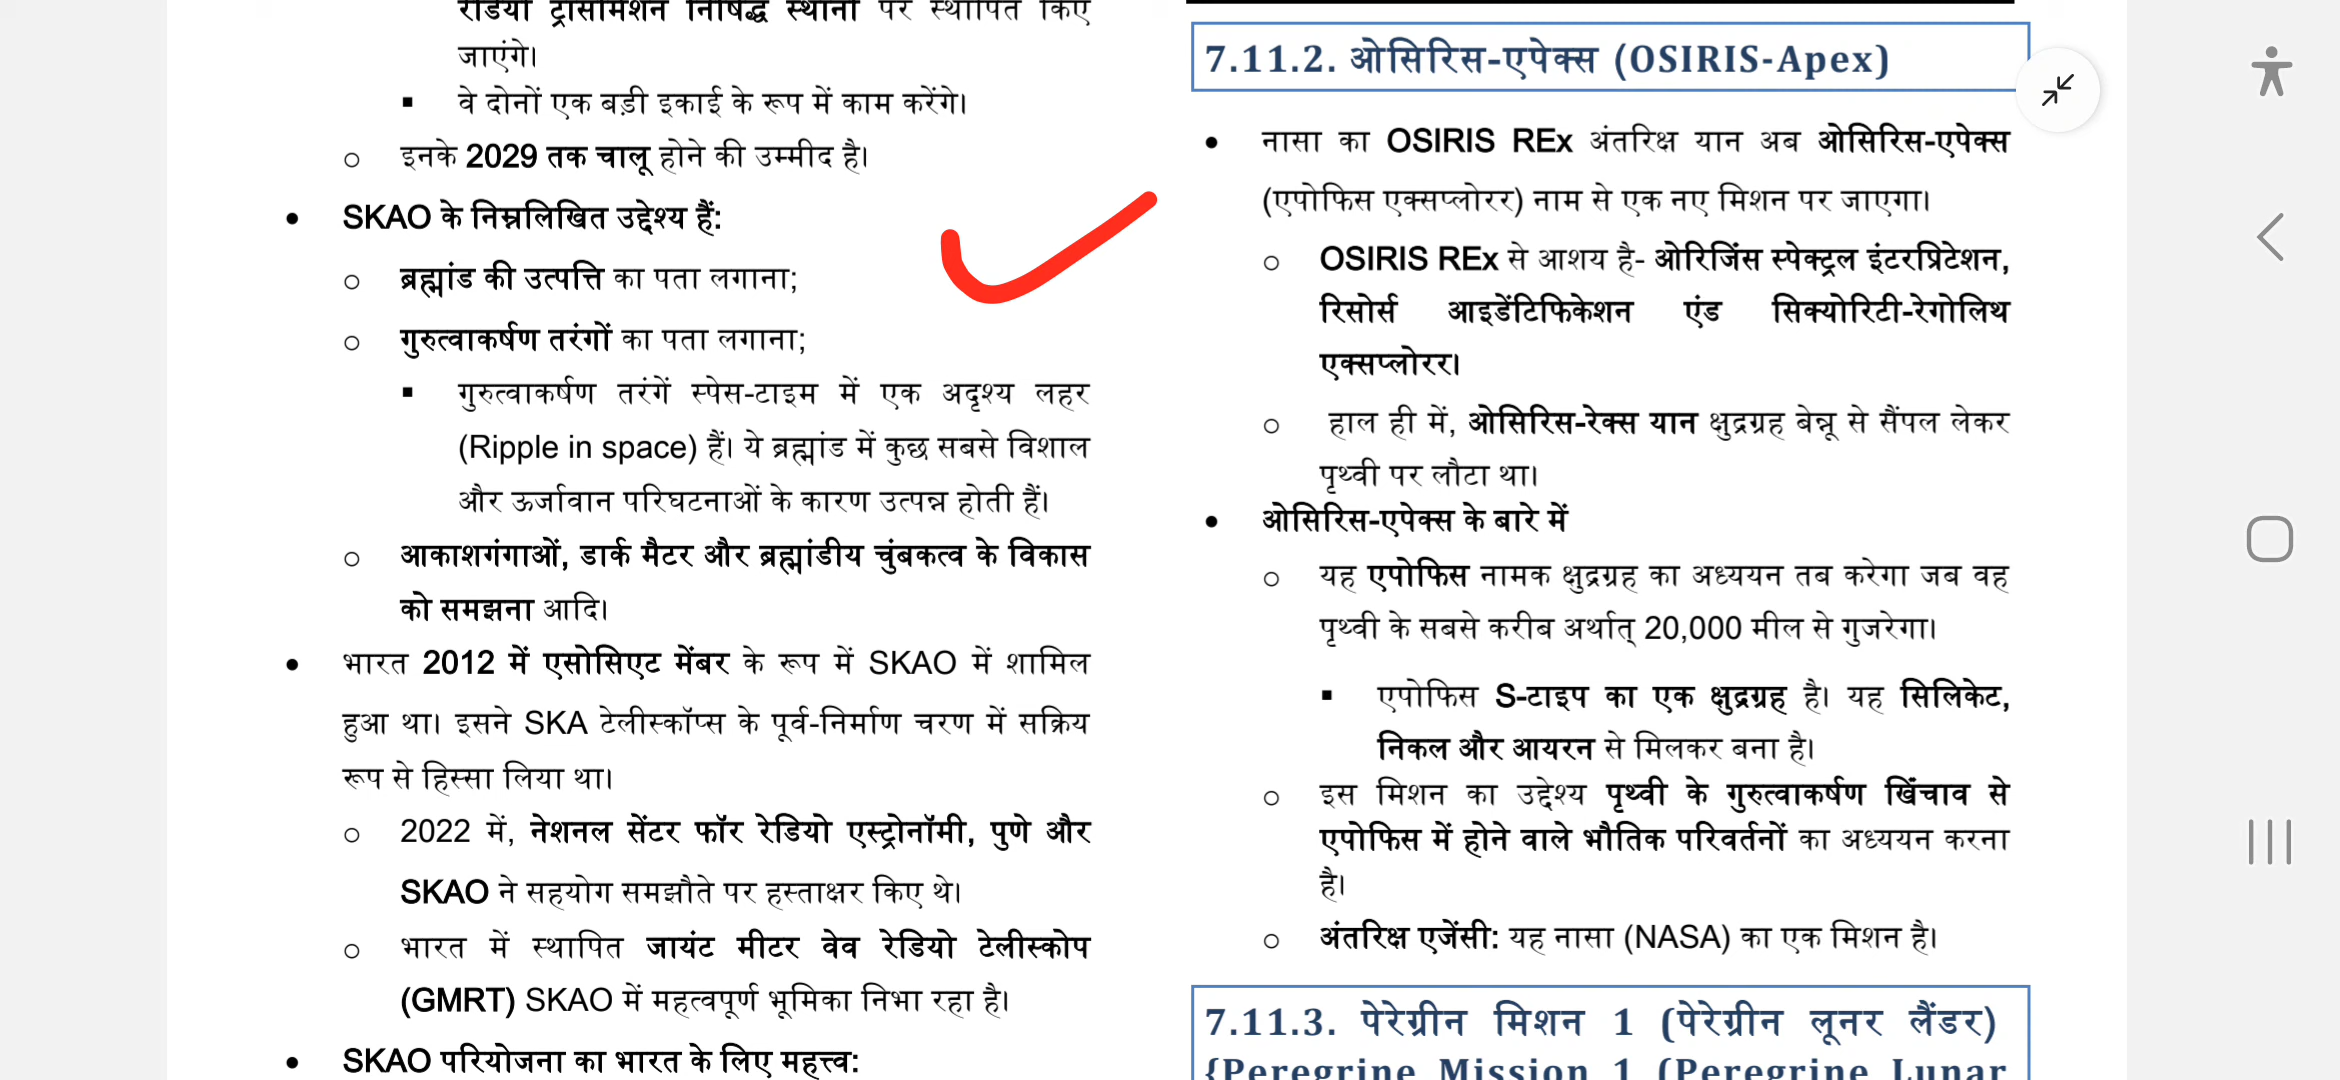 रेडियो ट्रांसमिशन निषिद्ध स्थानों पर स्थापित किए
जाएंगे।
▪ वे दोनों एक बड़ी इकाई के रूप में काम करेंगे।
○ इनके 2029 तक चालू होने की उम्मीद है।
• SKAO के निम्नलिखित उद्देश्य हैं:
○ ब्रह्मांड की उत्पत्ति का पता लगाना;
○ गुरुत्वाकर्षण तरंगों का पता लगाना;
▪ गुरुत्वाकर्षण तरंगें स्पेस-टाइम में एक अदृश्य लहर
(Ripple in space) हैं। ये ब्रह्मांड में कुछ सबसे विशाल
और ऊर्जावान परिघटनाओं के कारण उत्पन्न होती हैं।
○ आकाशगंगाओं, डार्क मैटर और ब्रह्मांडीय चुंबकत्व के विकास
को समझना आदि।
• भारत 2012 में एसोसिएट मेंबर के रूप में SKAO में शामिल
हुआ था। इसने SKA टेलीस्कॉप्स के पूर्व-निर्माण चरण में सक्रिय
रूप से हिस्सा लिया था।
○ 2022 में, नेशनल सेंटर फॉर रेडियो एस्ट्रोनॉमी, पुणे और
SKAO ने सहयोग समझौते पर हस्ताक्षर किए थे।
○ भारत में स्थापित जायंट मीटर वेव रेडियो टेलीस्कोप
(GMRT) SKAO में महत्वपूर्ण भूमिका निभा रहा है।
• SKAO परियोजना का भारत के लिए महत्त्व:
7.11.2. ओसिरिस-एपेक्स (OSIRIS-Apex)
• नासा का OSIRIS REx अंतरिक्ष यान अब ओसिरिस-एपेक्स
(एपोफिस एक्सप्लोरर) नाम से एक नए मिशन पर जाएगा।
○ OSIRIS REx से आशय है- ओरिजिंस स्पेक्ट्रल इंटरप्रिटेशन,
रिसोर्स आइडेंटिफिकेशन एंड सिक्योरिटी-रेगोलिथ
एक्सप्लोरर।
○ हाल ही में, ओसिरिस-रेक्स यान क्षुद्रग्रह बेन्नू से सैंपल लेकर
पृथ्वी पर लौटा था।
• ओसिरिस-एपेक्स के बारे में
○ यह एपोफिस नामक क्षुद्रग्रह का अध्ययन तब करेगा जब वह
पृथ्वी के सबसे करीब अर्थात् 20,000 मील से गुजरेगा।
▪ एपोफिस S-टाइप का एक क्षुद्रग्रह है। यह सिलिकेट,
निकल और आयरन से मिलकर बना है।
○ इस मिशन का उद्देश्य पृथ्वी के गुरुत्वाकर्षण खिंचाव से
एपोफिस में होने वाले भौतिक परिवर्तनों का अध्ययन करना
है।
○ अंतरिक्ष एजेंसी: यह नासा (NASA) का एक मिशन है।
7.11.3. पेरेग्रीन मिशन 1 (पेरेग्रीन लूनर लैंडर)
{Peregrine Mission 1 (Peregrine Lunar